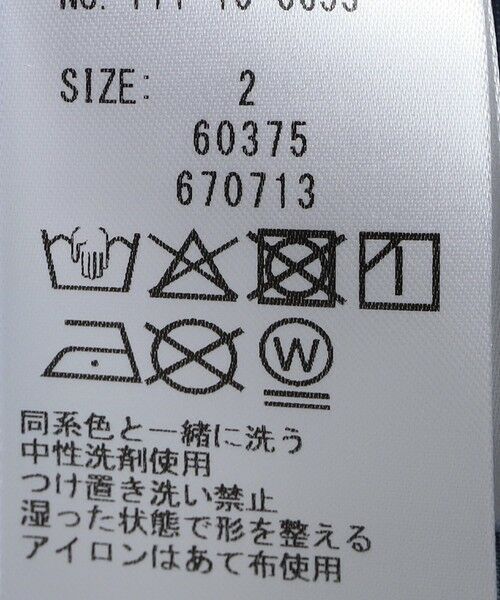 SIZE: 2
60375
670713
W
同系色と一緒に洗う
中性洗剤使用
つけ置き洗い禁止
湿った状態で形を整える
アイロンはあて布使用